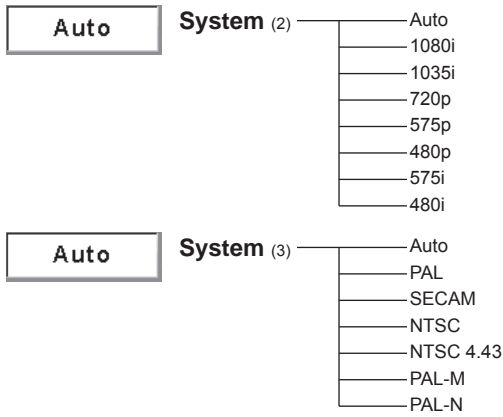 Auto
System (2)
Auto
1080i
1035i
720p
575p
480p
575i
480i
Auto
System (3)
Auto
PAL
SECAM
NTSC
NTSC 4.43
PAL-M
PAL-N